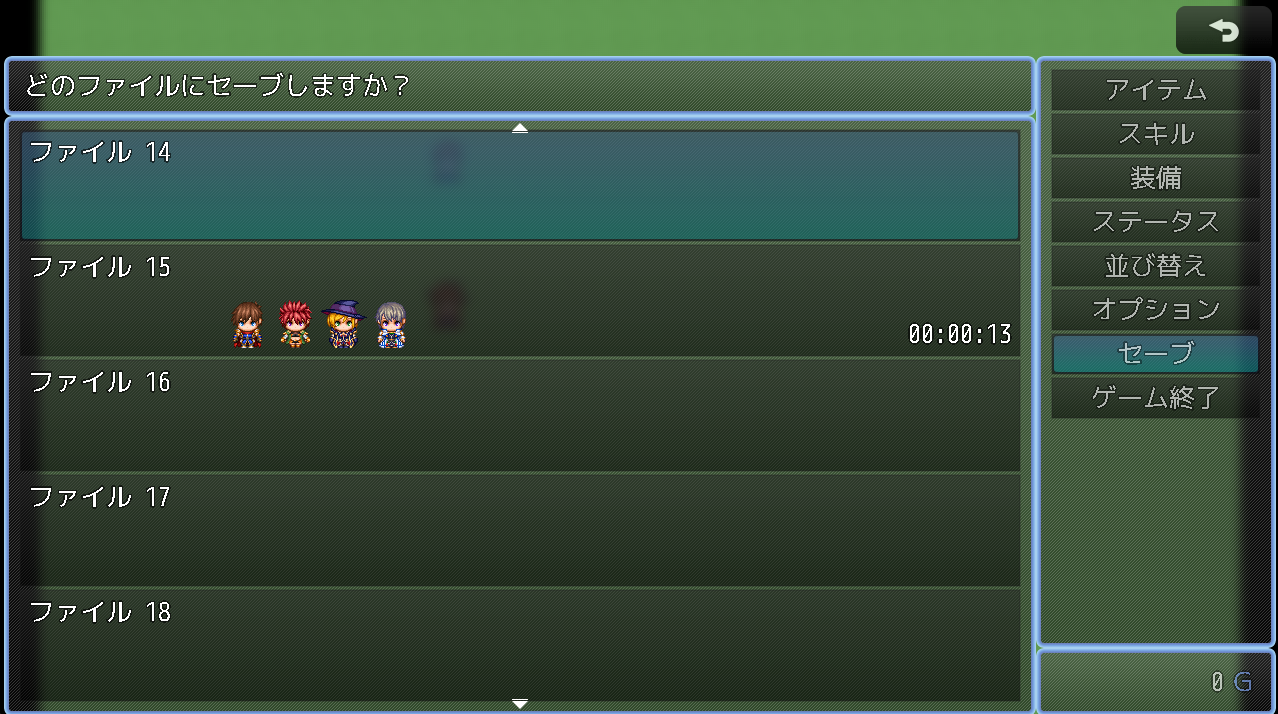 どのファイルにセーブしますか？
ファイル 14
ファイル 15
00:00:13
ファイル 16
ファイル 17
ファイル 18
アイテム
スキル
装備
ステータス
並び替え
オプション
セーブ
ゲーム終了
0 G